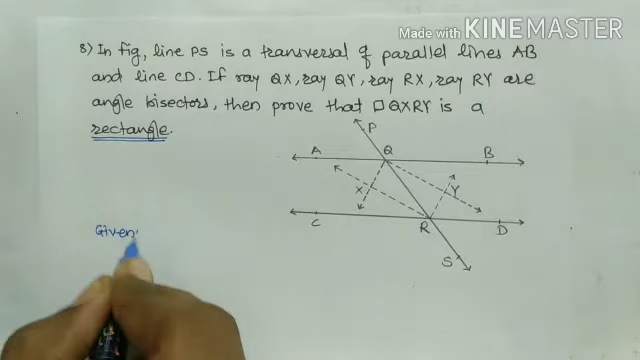 Made with KINEMASTER
8) In fig, line PS is a transversal of parallel lines AB
and line CD. If ray QX, ray QY, ray RX, ray RY are
angle bisectors, then prove that □QXRY is a
rectangle.
P
A Q B
X Y
C R D
S
Given